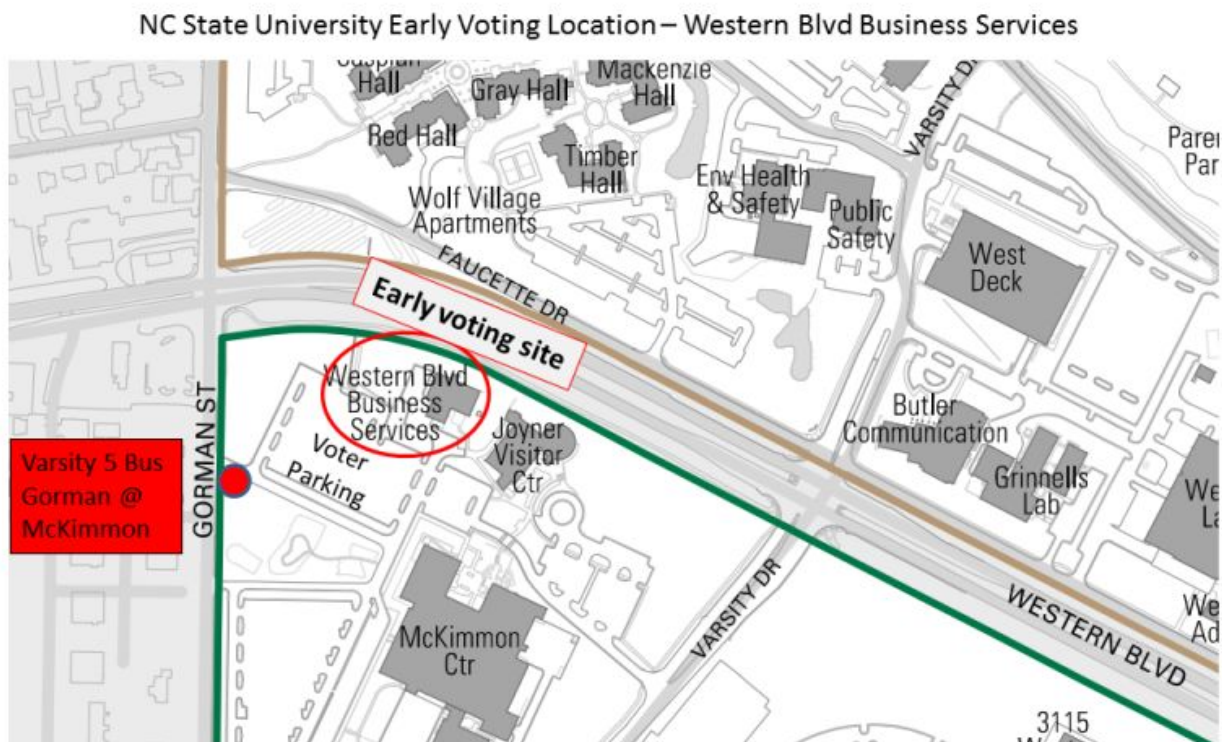 NC State University Early Voting Location – Western Blvd Business Services
Hall
Gray Hall
Mackenzie
Hall
Red Hall
Timber
Hall
VARSITY DR
Env Health
& Safety
Public
Safety
Wolf Village
Apartments
West
Deck
FAUCETTE DR
Early voting site
Western Blvd
Business
Services
Joyner
Visitor
Ctr
Butler
Communication
Grinnells
Lab
GORMAN ST
Voter
Parking
Varsity 5 Bus
Gorman @
McKimmon
McKimmon
Ctr
VARSITY DR
WESTERN BLVD
3115